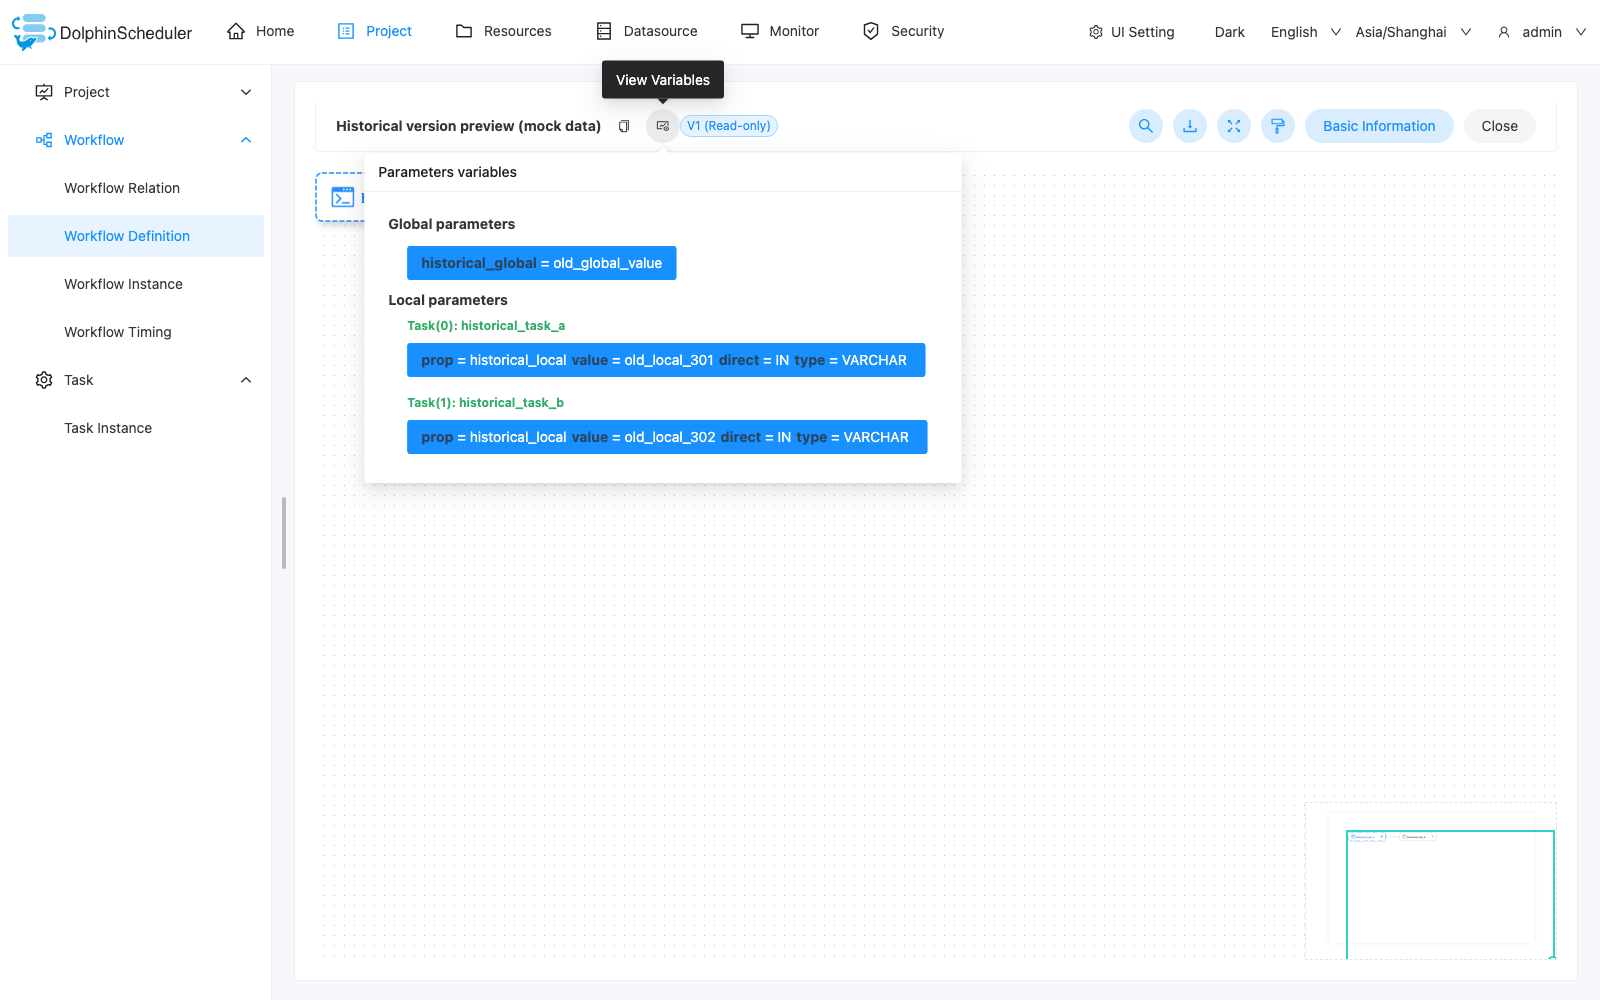 DolphinScheduler
Home
Project
Resources
Datasource
Monitor
Security
UI Setting
Dark
English
Asia/Shanghai
admin
View Variables
Project
Workflow
Workflow Relation
Workflow Definition
Workflow Instance
Workflow Timing
Task
Task Instance
Historical version preview (mock data)
V1 (Read-only)
Basic Information
Close
Parameters variables
Global parameters
historical_global = old_global_value
Local parameters
Task(0): historical_task_a
prop = historical_local value = old_local_301 direct = IN type = VARCHAR
Task(1): historical_task_b
prop = historical_local value = old_local_302 direct = IN type = VARCHAR